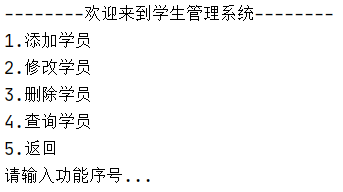 --------欢迎来到学生管理系统--------
1.添加学员
2.修改学员
3.删除学员
4.查询学员
5.返回
请输入功能序号...